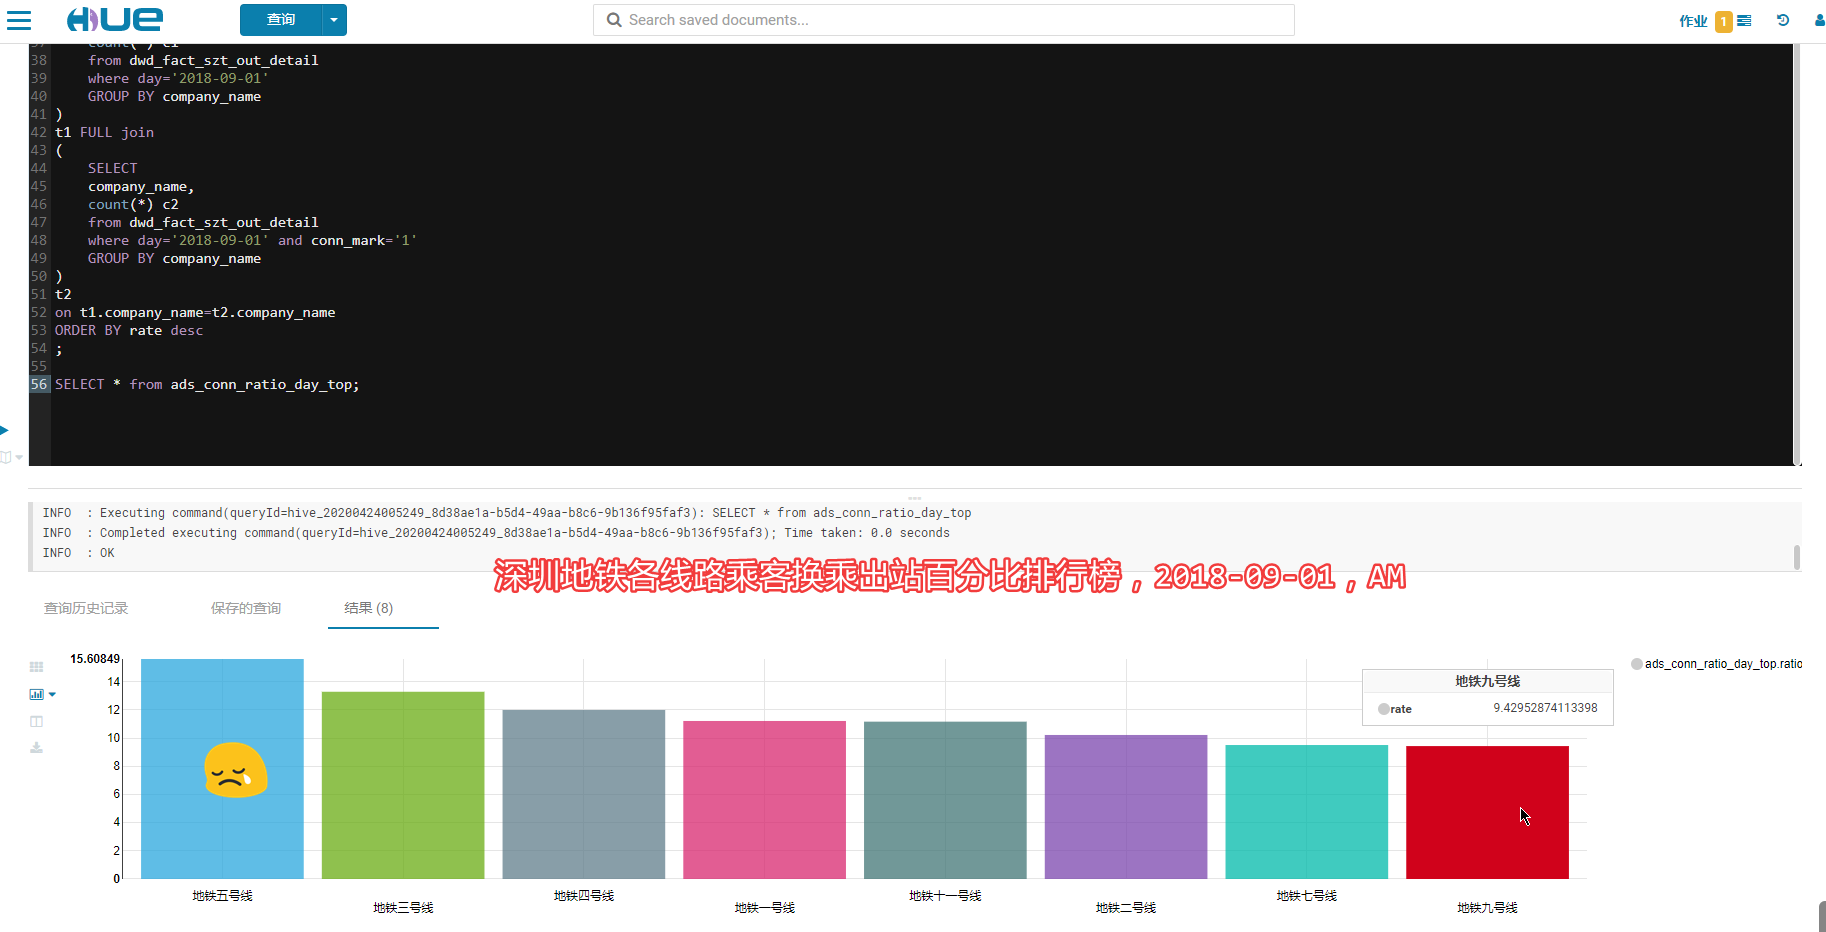 HUE
查询
Search saved documents...
作业
1
37 count(*) c1
38 from dwd_fact_szt_out_detail
39 where day='2018-09-01'
40 GROUP BY company_name
41 )
42 t1 FULL join
43 (
44 SELECT
45 company_name,
46 count(*) c2
47 from dwd_fact_szt_out_detail
48 where day='2018-09-01' and conn_mark='1'
49 GROUP BY company_name
50 )
51 t2
52 on t1.company_name=t2.company_name
53 ORDER BY rate desc
54 ;
55
56 SELECT * from ads_conn_ratio_day_top;
INFO : Executing command(queryId=hive_20200424005249_8d38ae1a-b5d4-49aa-b8c6-9b136f95faf3): SELECT * from ads_conn_ratio_day_top
INFO : Completed executing command(queryId=hive_20200424005249_8d38ae1a-b5d4-49aa-b8c6-9b136f95faf3); Time taken: 0.0 seconds
INFO : OK
深圳地铁各线路乘客换乘出站百分比排行榜，2018-09-01，AM
查询历史记录
保存的查询
结果 (8)
15.60849
14
12
10
8
6
4
2
0
ads_conn_ratio_day_top.ratio
地铁九号线
rate 9.42952874113398
地铁五号线
地铁三号线
地铁四号线
地铁一号线
地铁十一号线
地铁二号线
地铁七号线
地铁九号线